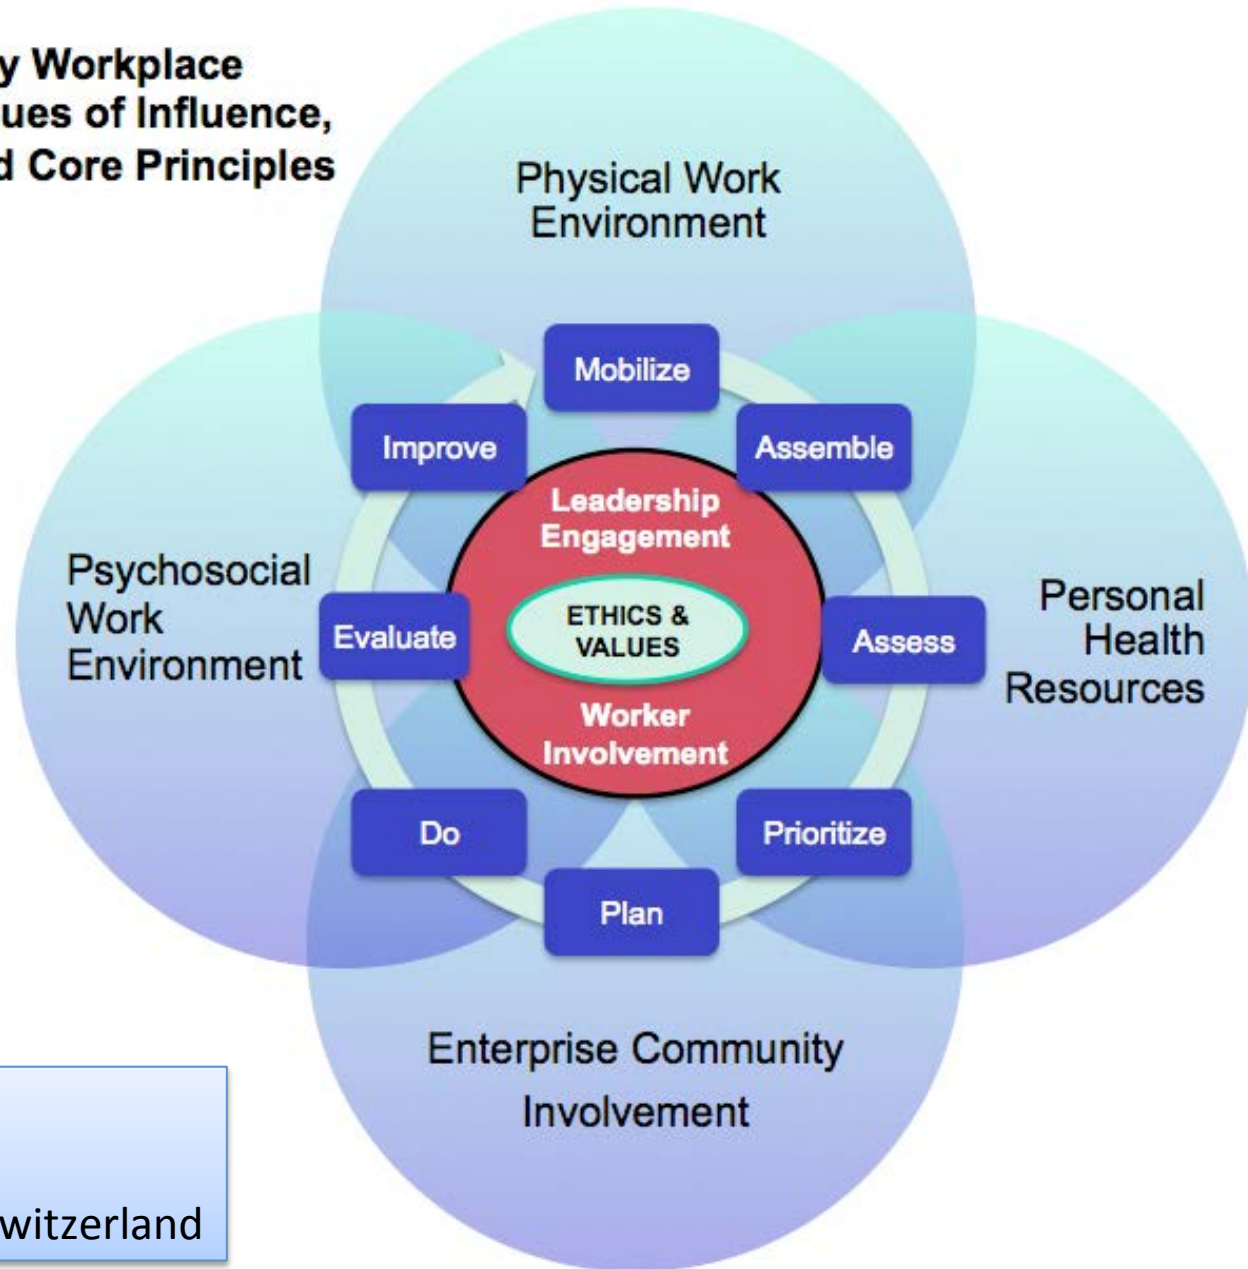 y Workplace
ues of Influence,
d Core Principles
Physical Work
Environment
Mobilize
Improve
Assemble
Leadership
Engagement
Psychosocial
Work
Environment
Evaluate
ETHICS &
VALUES
Assess
Personal
Health
Resources
Worker
Involvement
Do
Prioritize
Plan
Enterprise Community
Involvement
witzerland